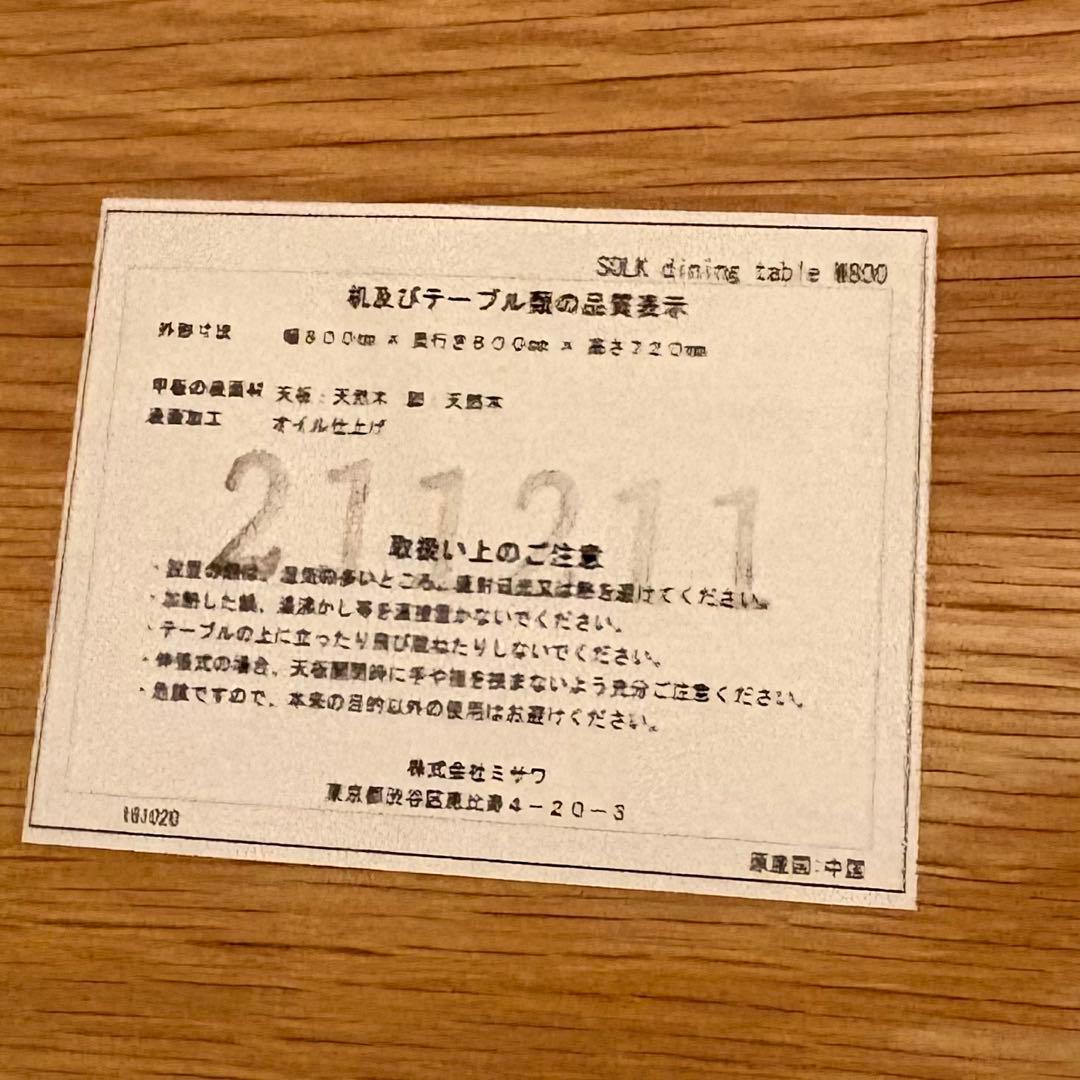 SOLK dining table W800
机及びテーブル類の品質表示
外形寸法 幅800mm × 奥行き800mm × 高さ720mm
甲板の表面材 天板：天然木 脚：天然木
表面加工 オイル仕上げ
211211
取扱い上のご注意
・設置の際は、湿気の多いところ、直射日光又は熱を避けてください。
・加熱した鍋、湯沸かし等を直接置かないでください。
・テーブルの上に立ったり飛び跳ねたりしないでください。
・伸張式の場合、天板開閉時に手や指を挟まないよう充分ご注意ください。
・危険ですので、本来の目的以外の使用はお避けください。
株式会社ミサワ
東京都渋谷区恵比寿4-20-3
原産国:中国